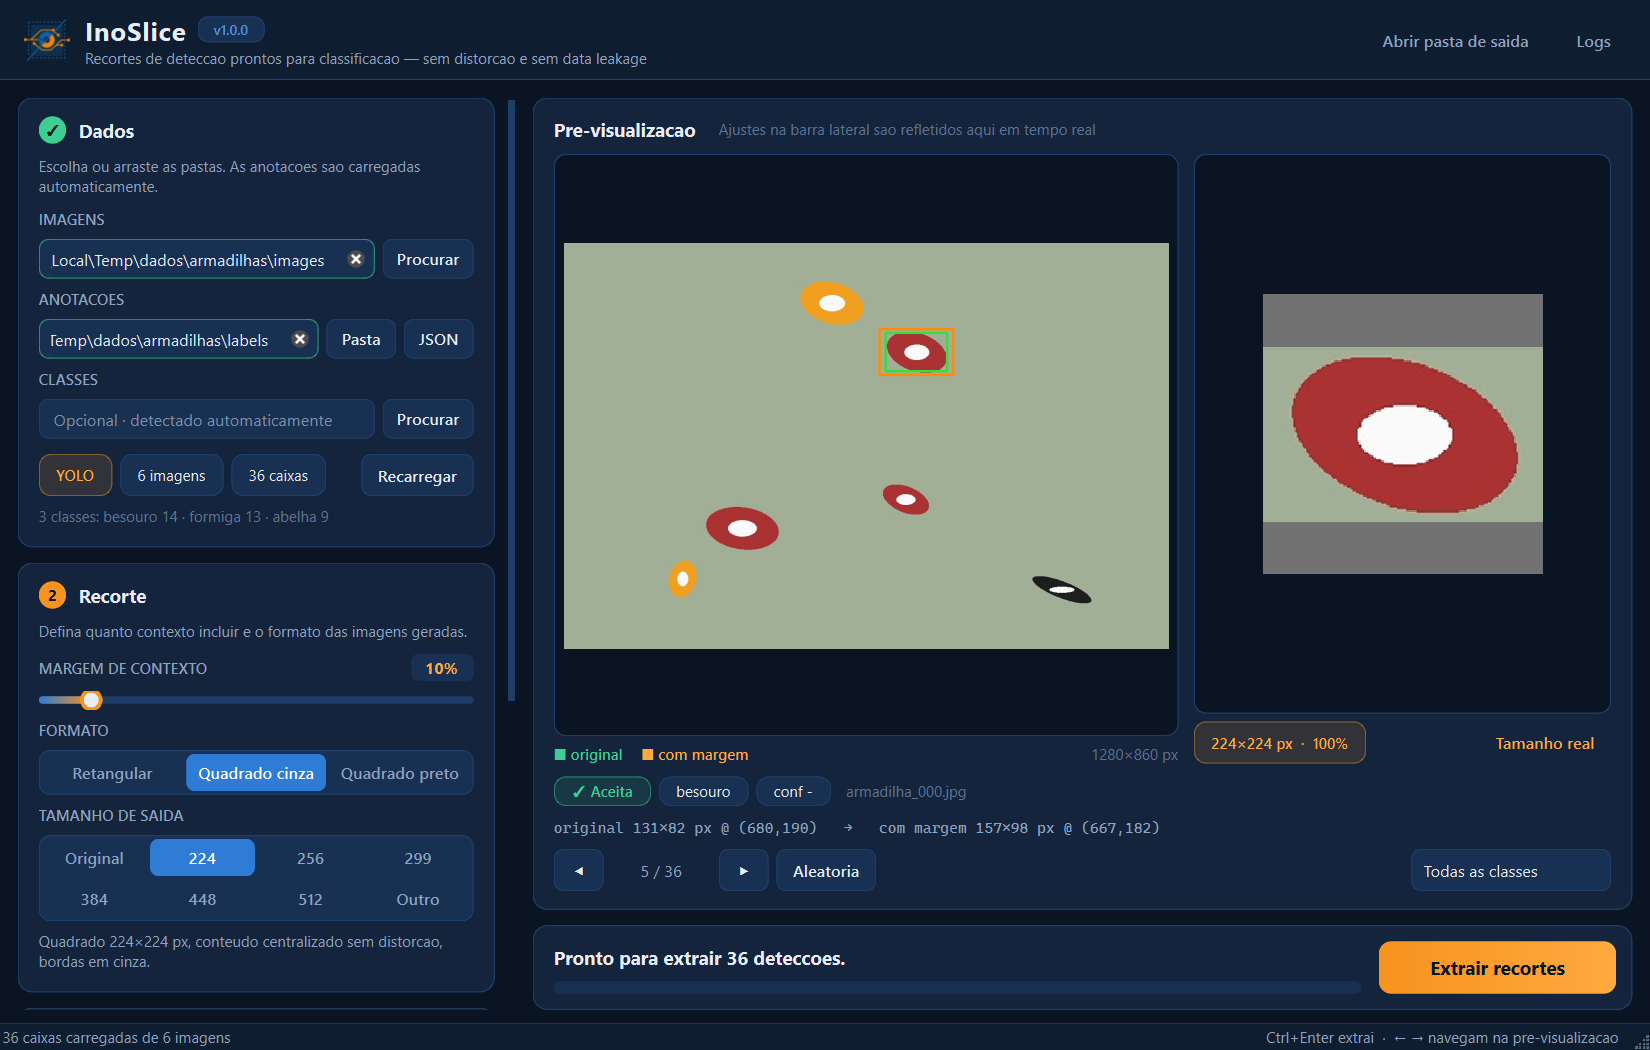 InoSlice v1.0.0
Recortes de deteccao prontos para classificacao — sem distorcao e sem data leakage
Abrir pasta de saida Logs
✓ Dados
Escolha ou arraste as pastas. As anotacoes sao carregadas
automaticamente.
IMAGENS
Local\Temp\dados\armadilhas\images Procurar
ANOTACOES
Temp\dados\armadilhas\labels Pasta JSON
CLASSES
Opcional · detectado automaticamente Procurar
YOLO 6 imagens 36 caixas Recarregar
3 classes: besouro 14 · formiga 13 · abelha 9
2 Recorte
Defina quanto contexto incluir e o formato das imagens geradas.
MARGEM DE CONTEXTO 10%
FORMATO
Retangular Quadrado cinza Quadrado preto
TAMANHO DE SAIDA
Original 224 256 299
384 448 512 Outro
Quadrado 224×224 px, conteudo centralizado sem distorcao,
bordas em cinza.
Pre-visualizacao Ajustes na barra lateral sao refletidos aqui em tempo real
original com margem 1280×860 px
224×224 px · 100% Tamanho real
✓ Aceita besouro conf - armadilha_000.jpg
original 131×82 px @ (680,190) → com margem 157×98 px @ (667,182)
◄ 5 / 36 ► Aleatoria Todas as classes
Pronto para extrair 36 deteccoes.
Extrair recortes
36 caixas carregadas de 6 imagens
Ctrl+Enter extrai · ← → navegam na pre-visualizacao